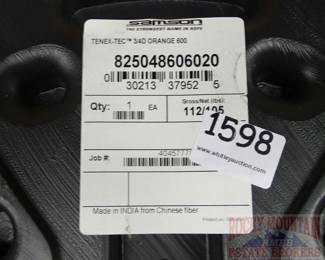 samson
THE STRONGEST NAME IN ROPE
TENEX-TEC™ 3/4D ORANGE 600
825048606020
0 30213 37952 5
Qty: 1 EA
Gross/Net (lbs)
112/105
1598
www.whitleyauction.com
Job #:
Made in INDIA from Chinese fiber
ROCKY MOUNTAIN
ESTATE BROKERS